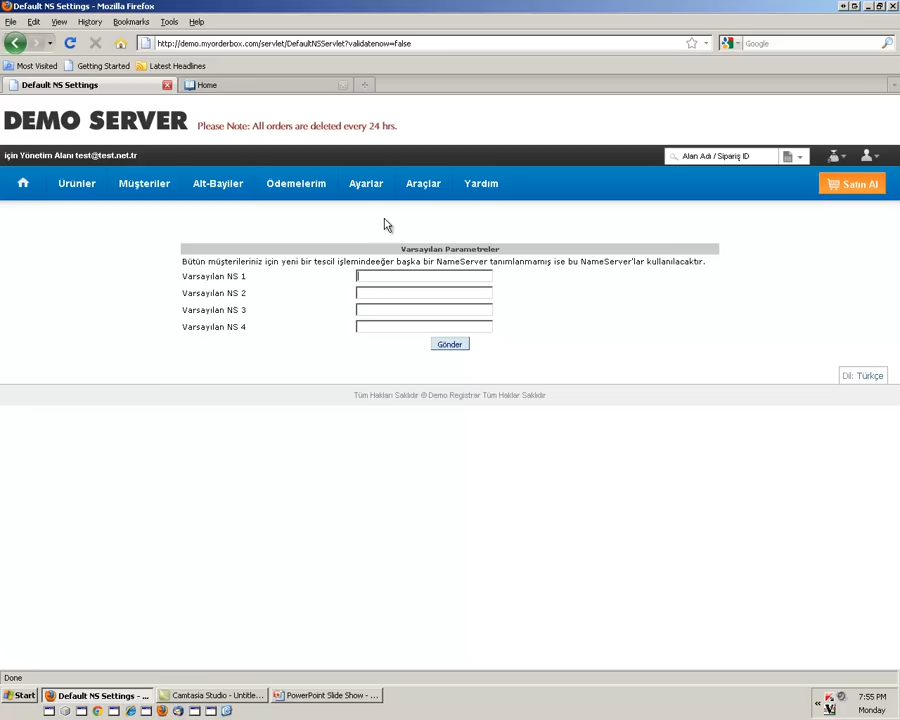 Default NS Settings - Mozilla Firefox
File Edit View History Bookmarks Tools Help
http://demo.myorderbox.com/servlet/DefaultNSServlet?validatenow=false
Google
Most Visited Getting Started Latest Headlines
Default NS Settings Home
DEMO SERVER Please Note: All orders are deleted every 24 hrs.
için Yönetim Alanı test@test.net.tr Alan Adı / Sipariş ID
Ürünler Müşteriler Alt-Bayiler Ödemelerim Ayarlar Araçlar Yardım Satın Al
Varsayılan Parametreler
Bütün müşterileriniz için yeni bir tescil işlemindeeğer başka bir NameServer tanımlanmamış ise bu NameServer'lar kullanılacaktır.
Varsayılan NS 1
Varsayılan NS 2
Varsayılan NS 3
Varsayılan NS 4
Gönder
Dil: Türkçe
Tüm Hakları Saklıdır © Demo Registrar Tüm Haklar Saklıdır
Done
Start Default NS Settings - ... Camtasia Studio - Untitle... PowerPoint Slide Show - ... 7:55 PM
Monday